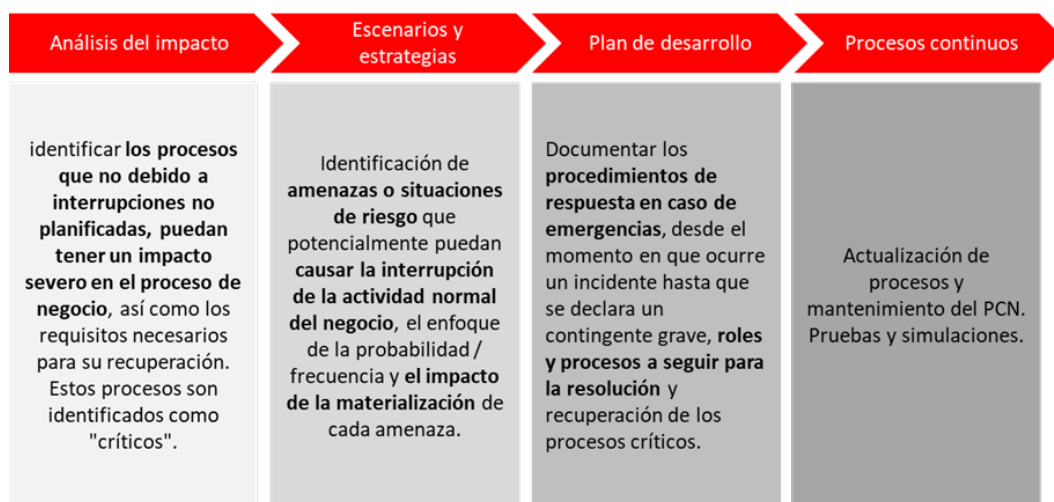 Análisis del impacto
Escenarios y
estrategias
Plan de desarrollo
Procesos continuos
identificar los procesos
que no debido a
interrupciones no
planificadas, puedan
tener un impacto
severo en el proceso de
negocio, así como los
requisitos necesarios
para su recuperación.
Estos procesos son
identificados como
"críticos".
Identificación de
amenazas o situaciones
de riesgo que
potencialmente puedan
causar la interrupción
de la actividad normal
del negocio, el enfoque
de la probabilidad /
frecuencia y el impacto
de la materialización de
cada amenaza.
Documentar los
procedimientos de
respuesta en caso de
emergencias, desde el
momento en que ocurre
un incidente hasta que
se declara un
contingente grave, roles
y procesos a seguir para
la resolución y
recuperación de los
procesos críticos.
Actualización de
procesos y
mantenimiento del PCN.
Pruebas y simulaciones.